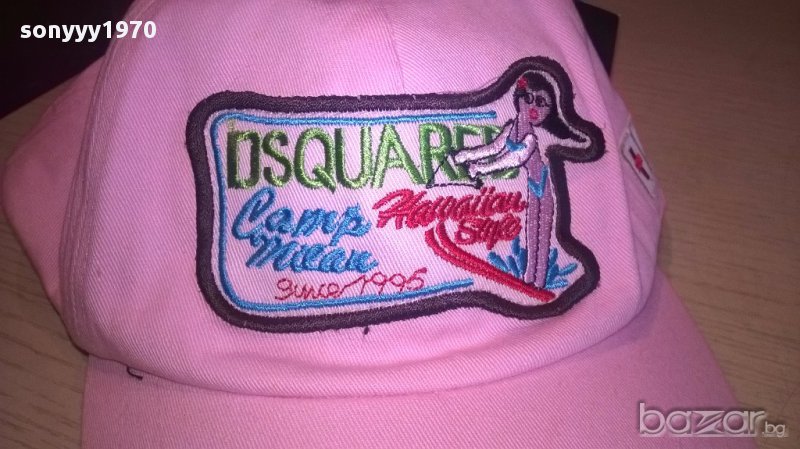 sonyyy1970
DSQUARED
Camp
Milan
Hawaiian
Style
Since 1995
bazar.bg